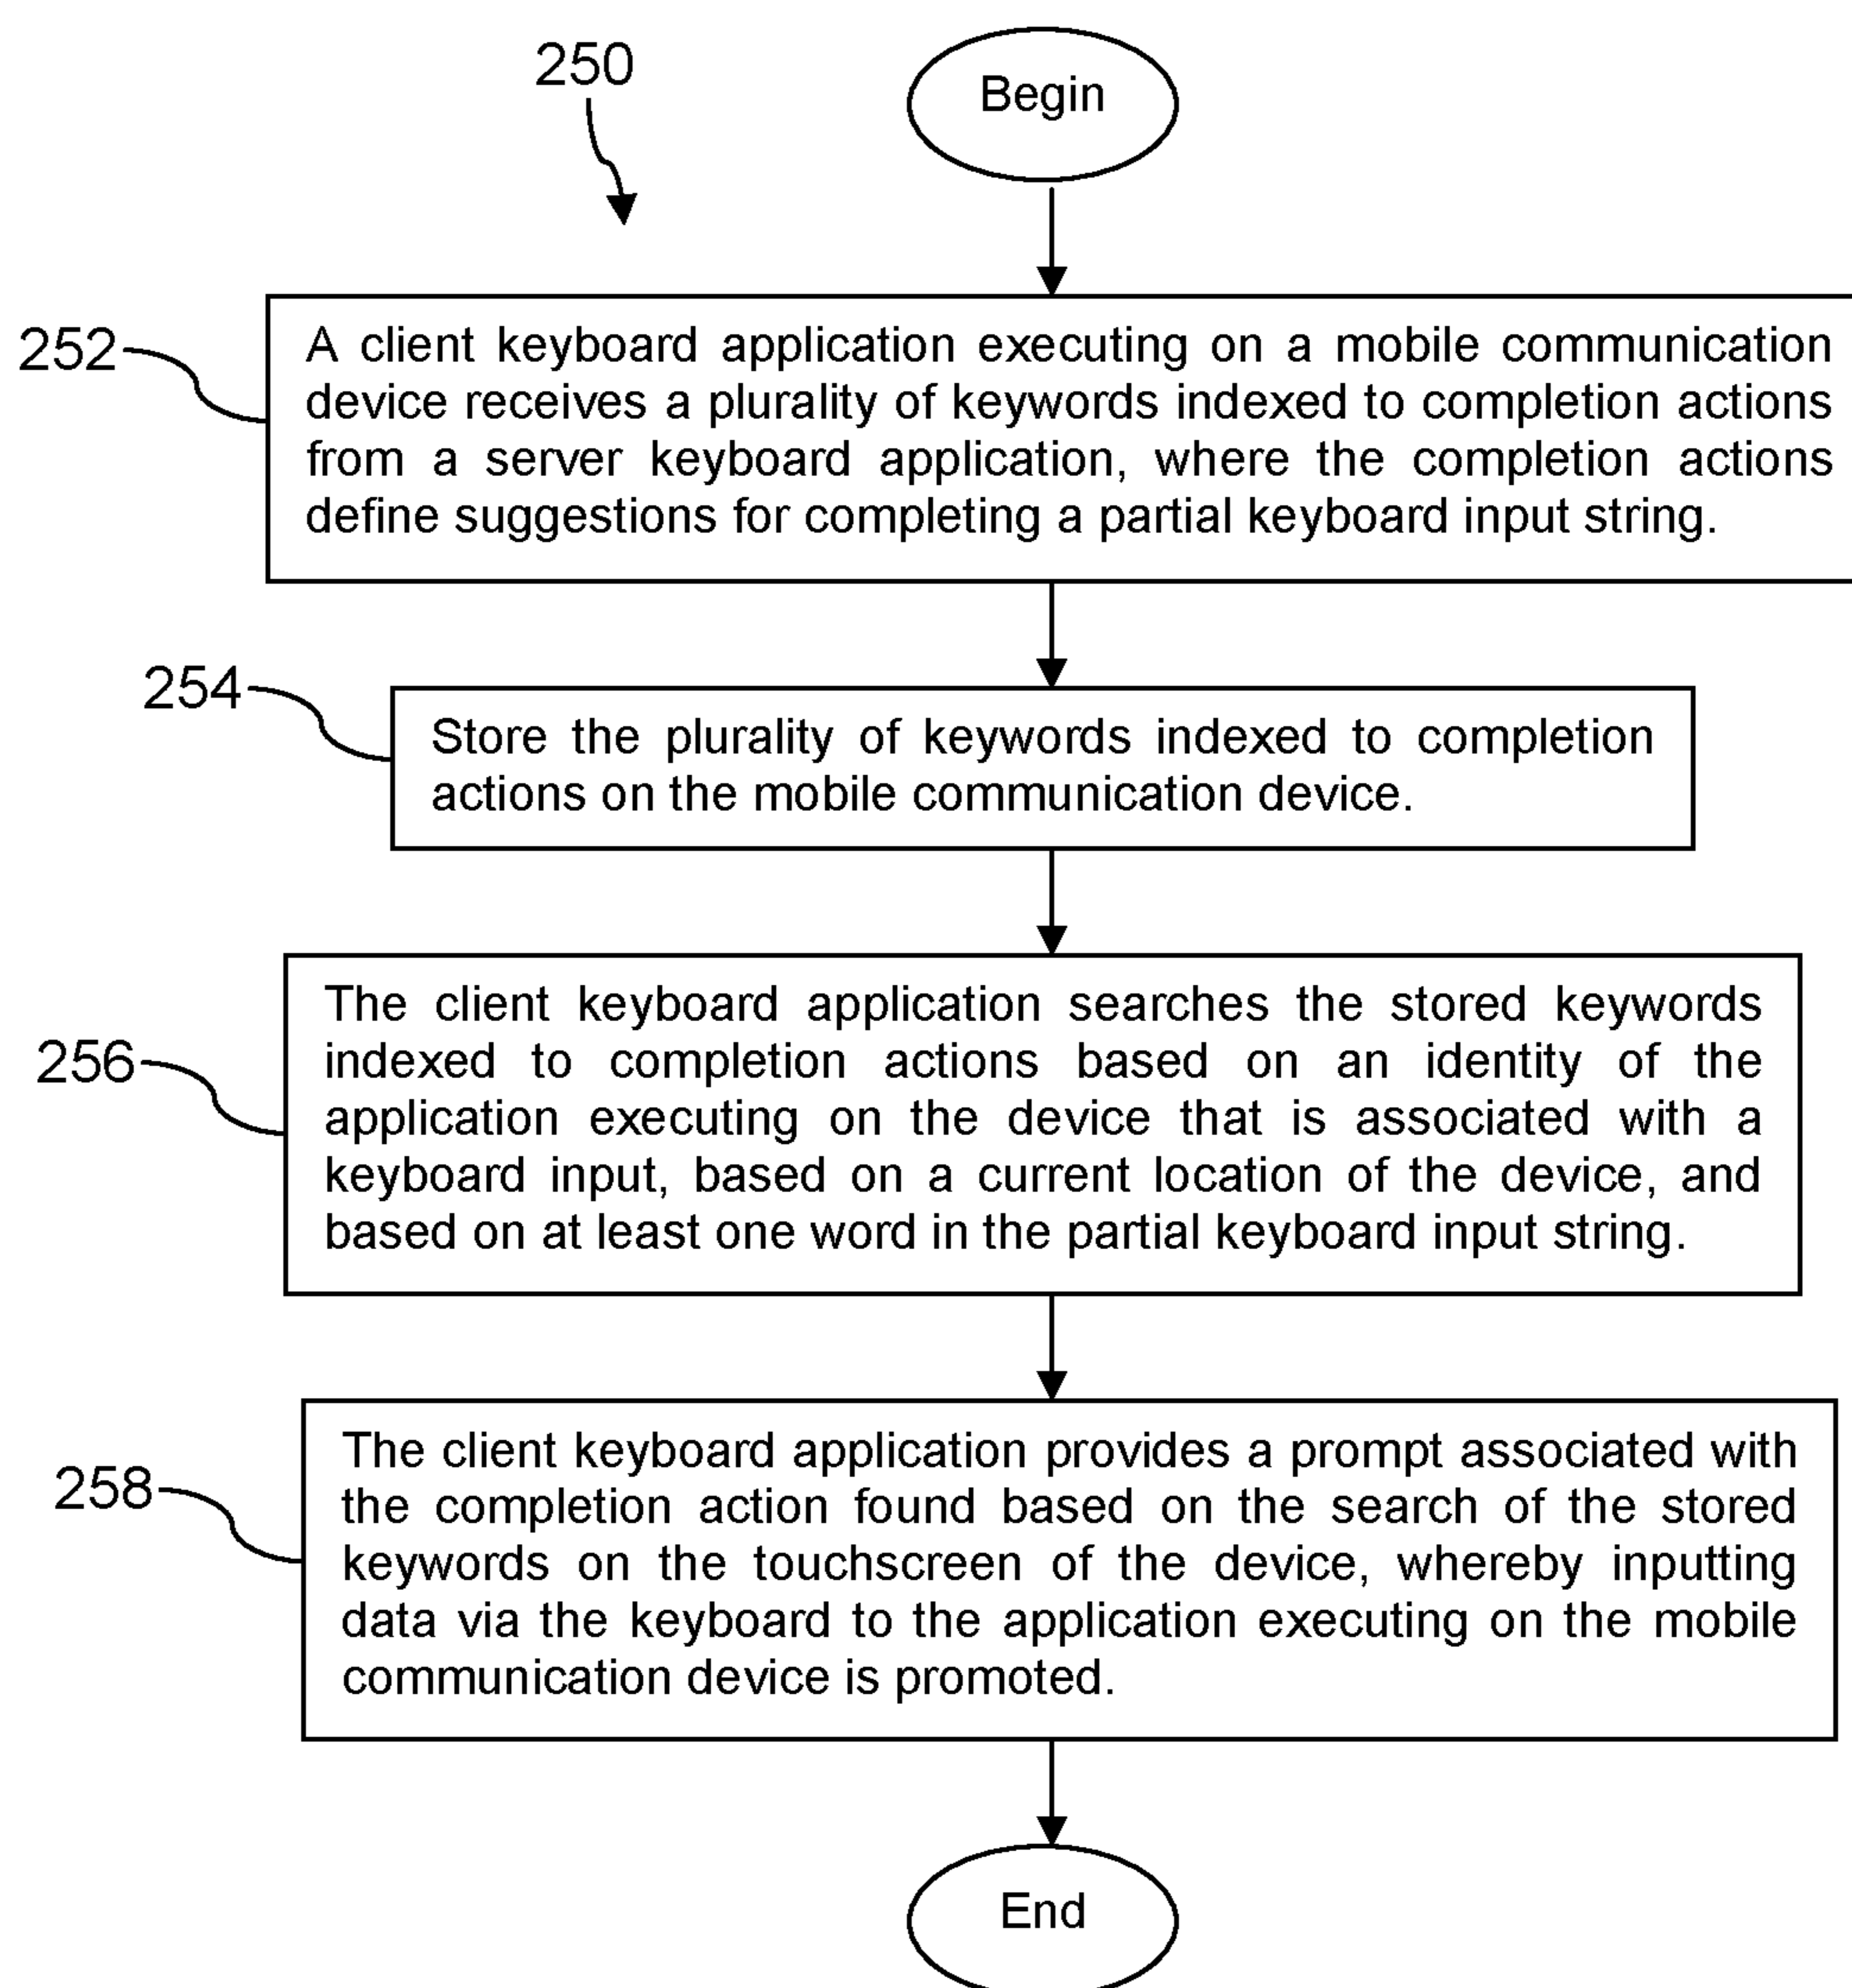 250
Begin
252
A client keyboard application executing on a mobile communication
device receives a plurality of keywords indexed to completion actions
from a server keyboard application, where the completion actions
define suggestions for completing a partial keyboard input string.
254
Store the plurality of keywords indexed to completion
actions on the mobile communication device.
256
The client keyboard application searches the stored keywords
indexed to completion actions based on an identity of the
application executing on the device that is associated with a
keyboard input, based on a current location of the device, and
based on at least one word in the partial keyboard input string.
258
The client keyboard application provides a prompt associated with
the completion action found based on the search of the stored
keywords on the touchscreen of the device, whereby inputting
data via the keyboard to the application executing on the mobile
communication device is promoted.
End